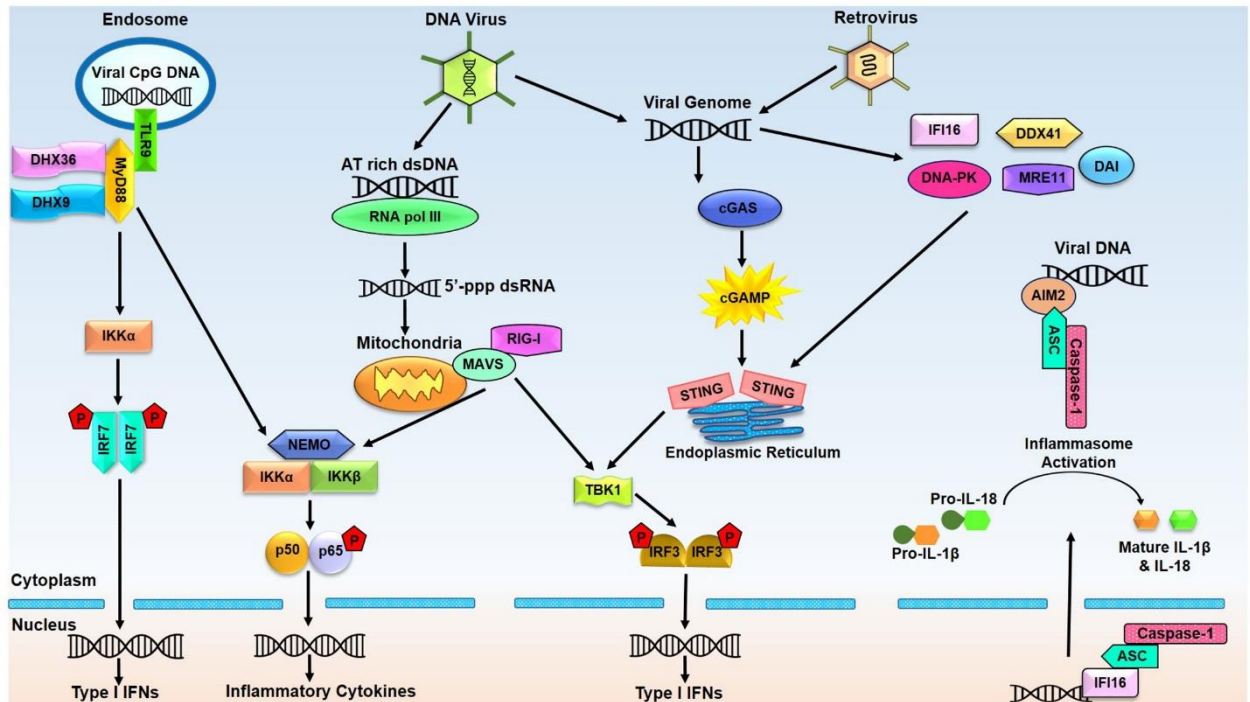 Endosome
Viral CpG DNA
TLR9
DHX36
MyD88
DHX9
IKKα
P
P
IRF7
IRF7
DNA Virus
AT rich dsDNA
RNA pol III
5’-ppp dsRNA
Mitochondria
RIG-I
MAVS
NEMO
IKKα
IKKβ
p50
p65
P
Retrovirus
Viral Genome
IFI16
DDX41
DNA-PK
MRE11
DAI
cGAS
cGAMP
STING
STING
Endoplasmic Reticulum
TBK1
P
P
IRF3
IRF3
Viral DNA
AIM2
ASC
Caspase-1
Inflammasome
Activation
Pro-IL-18
Pro-IL-1β
Mature IL-1β
& IL-18
Cytoplasm
Nucleus
Type I IFNs
Inflammatory Cytokines
Type I IFNs
Caspase-1
ASC
IFI16